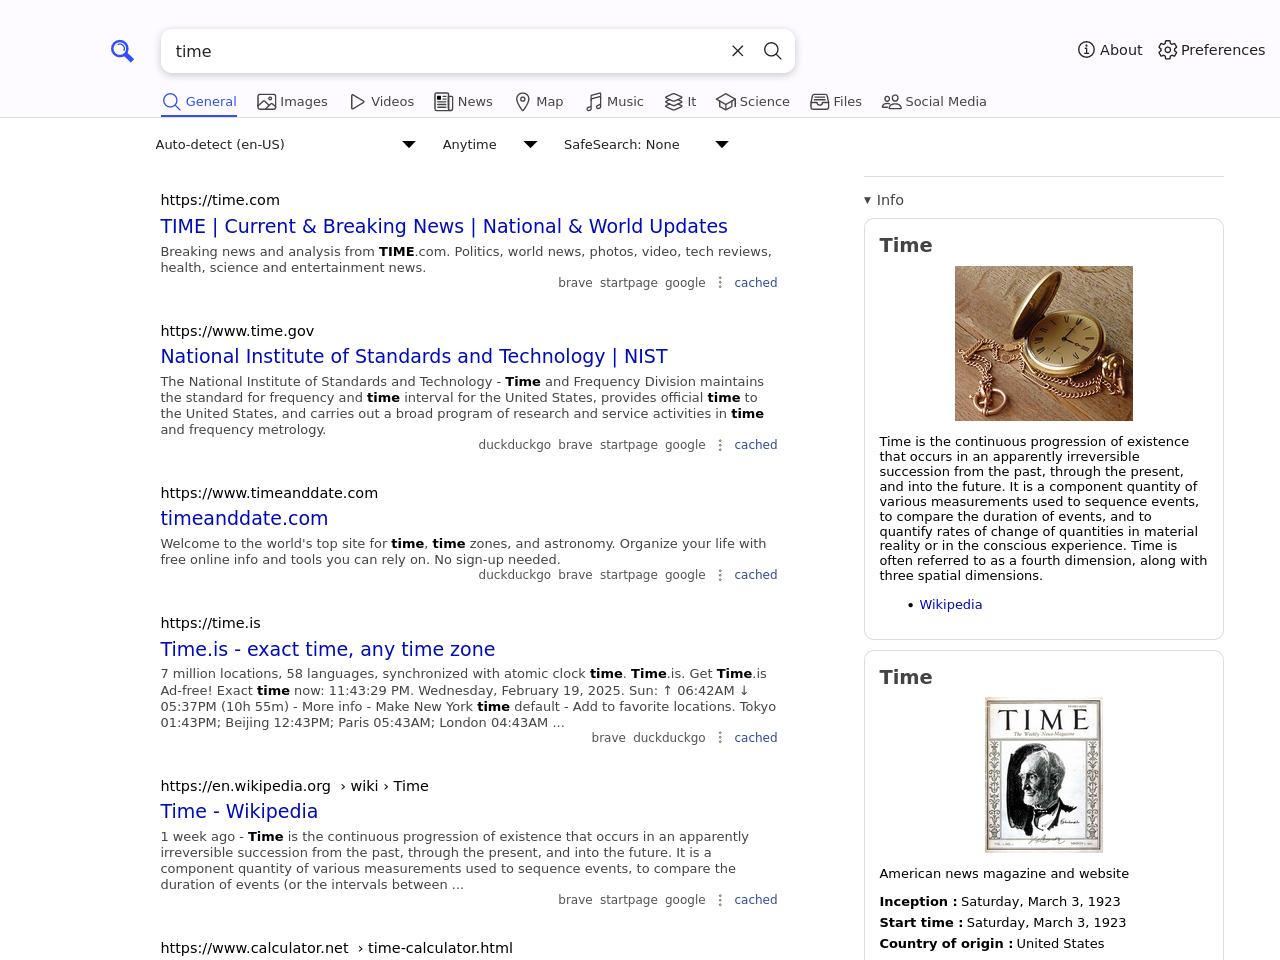 time
About
Preferences
General
Images
Videos
News
Map
Music
It
Science
Files
Social Media
Auto-detect (en-US)
Anytime
SafeSearch: None
https://time.com
TIME | Current & Breaking News | National & World Updates
Breaking news and analysis from TIME.com. Politics, world news, photos, video, tech reviews,
health, science and entertainment news.
brave startpage google ⋮ cached
https://www.time.gov
National Institute of Standards and Technology | NIST
The National Institute of Standards and Technology - Time and Frequency Division maintains
the standard for frequency and time interval for the United States, provides official time to
the United States, and carries out a broad program of research and service activities in time
and frequency metrology.
duckduckgo brave startpage google ⋮ cached
https://www.timeanddate.com
timeanddate.com
Welcome to the world's top site for time, time zones, and astronomy. Organize your life with
free online info and tools you can rely on. No sign-up needed.
duckduckgo brave startpage google ⋮ cached
https://time.is
Time.is - exact time, any time zone
7 million locations, 58 languages, synchronized with atomic clock time. Time.is. Get Time.is
Ad-free! Exact time now: 11:43:29 PM. Wednesday, February 19, 2025. Sun: ↑ 06:42AM ↓
05:37PM (10h 55m) - More info - Make New York time default - Add to favorite locations. Tokyo
01:43PM; Beijing 12:43PM; Paris 05:43AM; London 04:43AM ...
brave duckduckgo ⋮ cached
https://en.wikipedia.org › wiki › Time
Time - Wikipedia
1 week ago - Time is the continuous progression of existence that occurs in an apparently
irreversible succession from the past, through the present, and into the future. It is a
component quantity of various measurements used to sequence events, to compare the
duration of events (or the intervals between ...
brave startpage google ⋮ cached
https://www.calculator.net › time-calculator.html
▾ Info
Time
Time is the continuous progression of existence
that occurs in an apparently irreversible
succession from the past, through the present,
and into the future. It is a component quantity of
various measurements used to sequence events,
to compare the duration of events, and to
quantify rates of change of quantities in material
reality or in the conscious experience. Time is
often referred to as a fourth dimension, along with
three spatial dimensions.
• Wikipedia
Time
TIME
The Weekly News-Magazine
American news magazine and website
Inception : Saturday, March 3, 1923
Start time : Saturday, March 3, 1923
Country of origin : United States